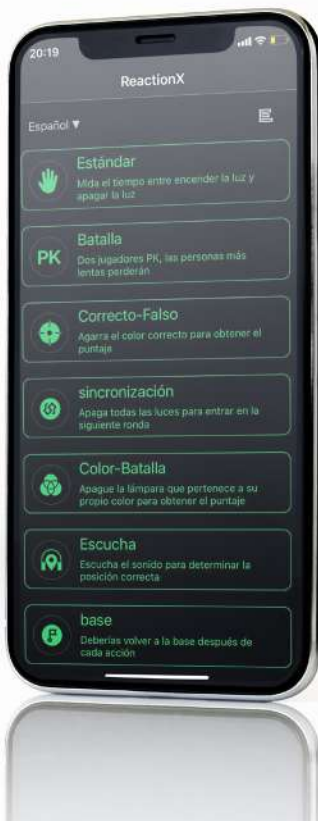 20:19
ReactionX
Español ▼
Estándar
Mida el tiempo entre encender la luz y
apagar la luz
PK
Batalla
Dos jugadores PK, las personas más
lentas perderán
Correcto-Falso
Agarra el color correcto para obtener el
puntaje
sincronización
Apaga todas las luces para entrar en la
siguiente ronda
Color-Batalla
Apague la lámpara que pertenece a su
propio color para obtener el puntaje
Escucha
Escucha el sonido para determinar la
posición correcta
base
Deberías volver a la base después de
cada acción